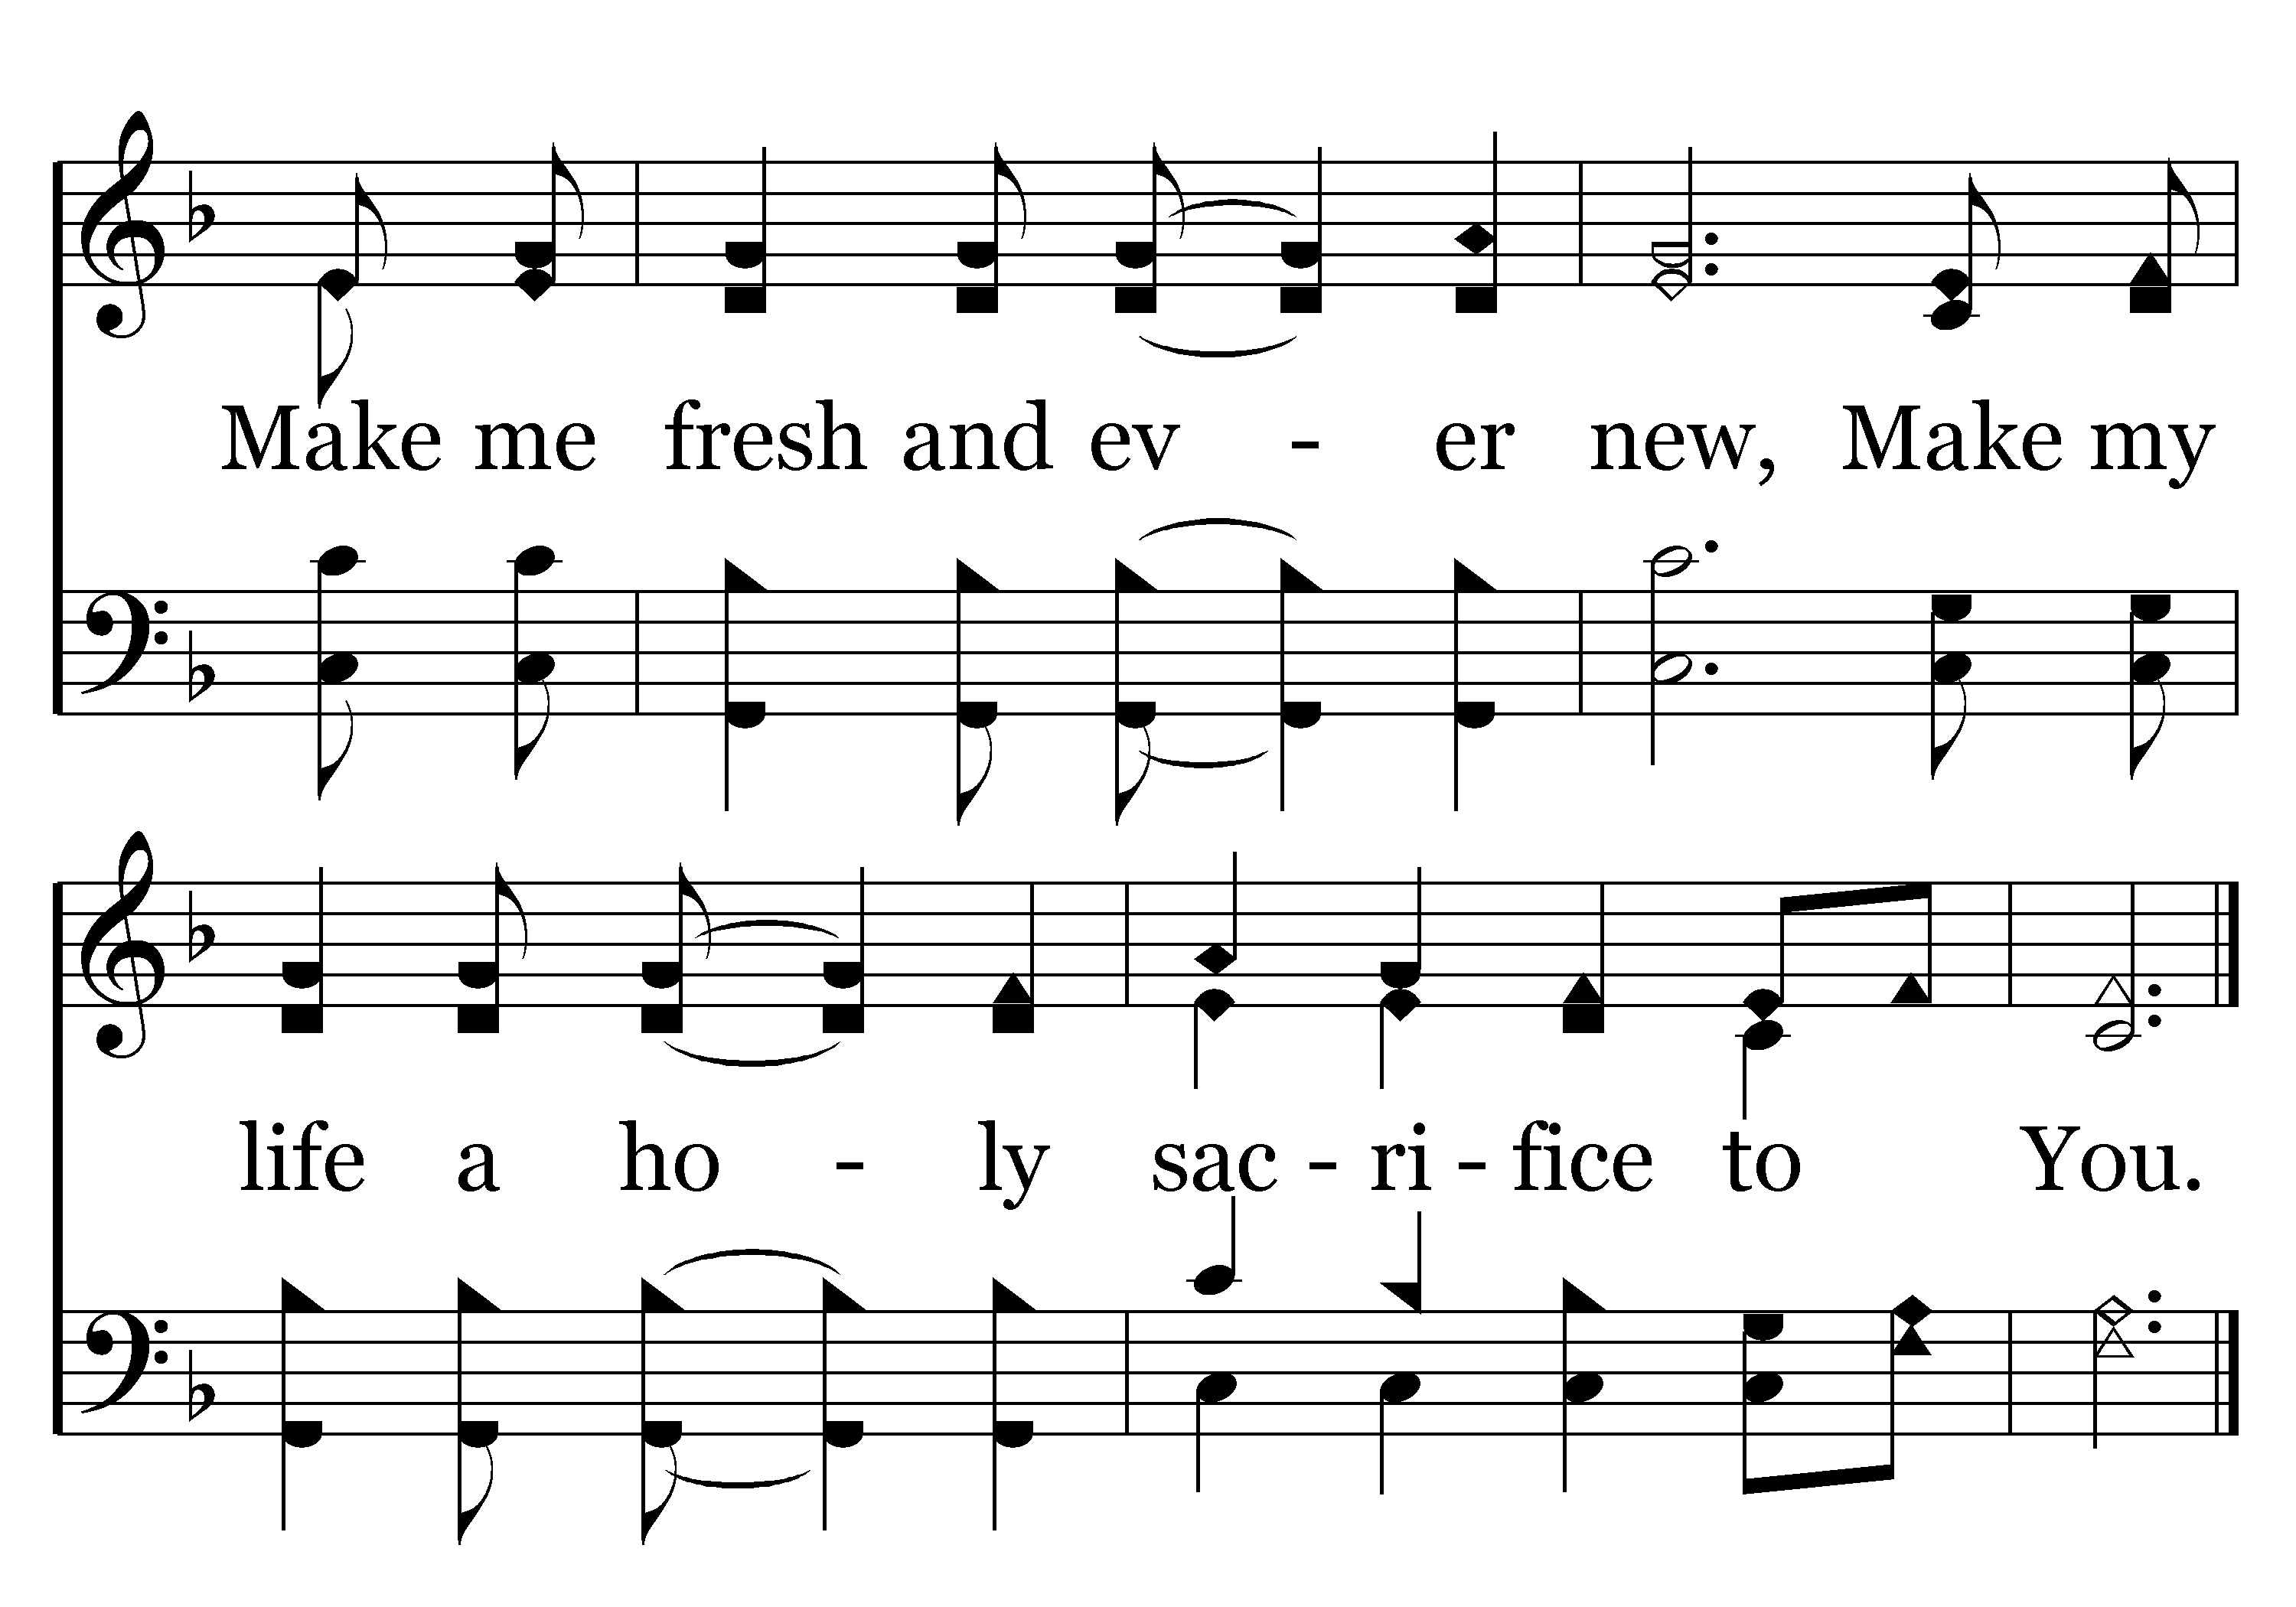 Make me fresh and ev - er new, Make my
life a ho - ly sac - ri - fice to You.